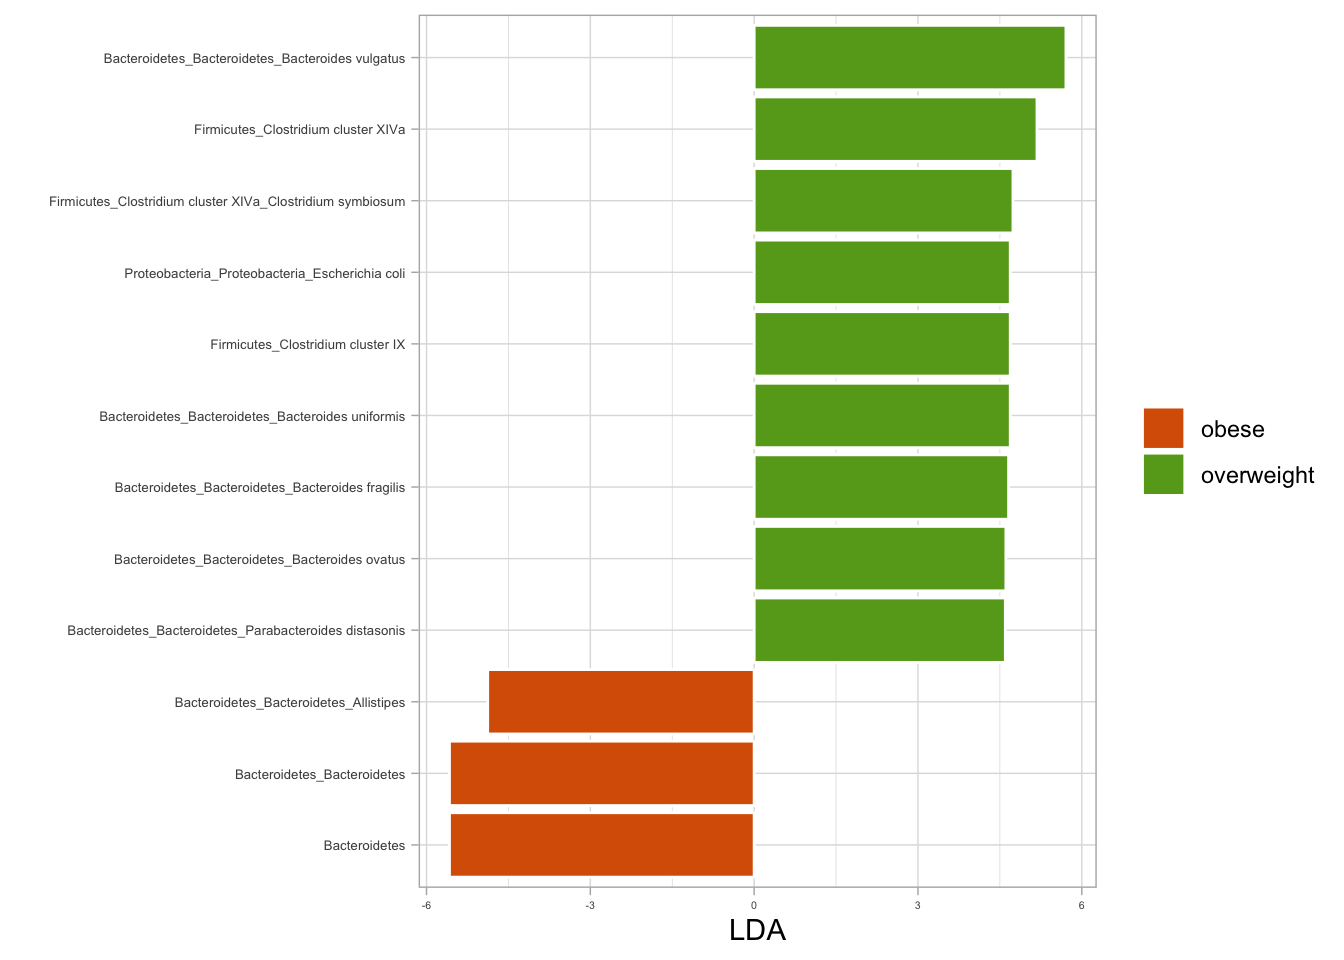 Bacteroidetes_Bacteroidetes_Bacteroides vulgatus
Firmicutes_Clostridium cluster XIVa
Firmicutes_Clostridium cluster XIVa_Clostridium symbiosum
Proteobacteria_Proteobacteria_Escherichia coli
Firmicutes_Clostridium cluster IX
Bacteroidetes_Bacteroidetes_Bacteroides uniformis
Bacteroidetes_Bacteroidetes_Bacteroides fragilis
Bacteroidetes_Bacteroidetes_Bacteroides ovatus
Bacteroidetes_Bacteroidetes_Parabacteroides distasonis
Bacteroidetes_Bacteroidetes_Allistipes
Bacteroidetes_Bacteroidetes
Bacteroidetes
-6 -3 0 3 6
LDA
obese
overweight